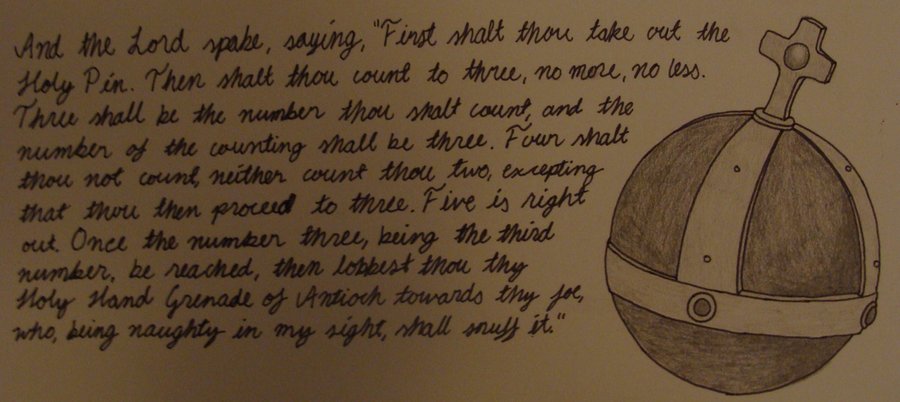 And the Lord spake, saying, "First shalt thou take out the
Holy Pin. Then shalt thou count to three, no more, no less.
Three shall be the number thou shalt count, and the
number of the counting shall be three. Four shalt
thou not count, neither count thou two, excepting
that thou then proceed to three. Five is right
out. Once the number three, being the third
number, be reached, then lobbest thou thy
Holy Hand Grenade of Antioch towards thy foe,
who, being naughty in my sight, shall snuff it."